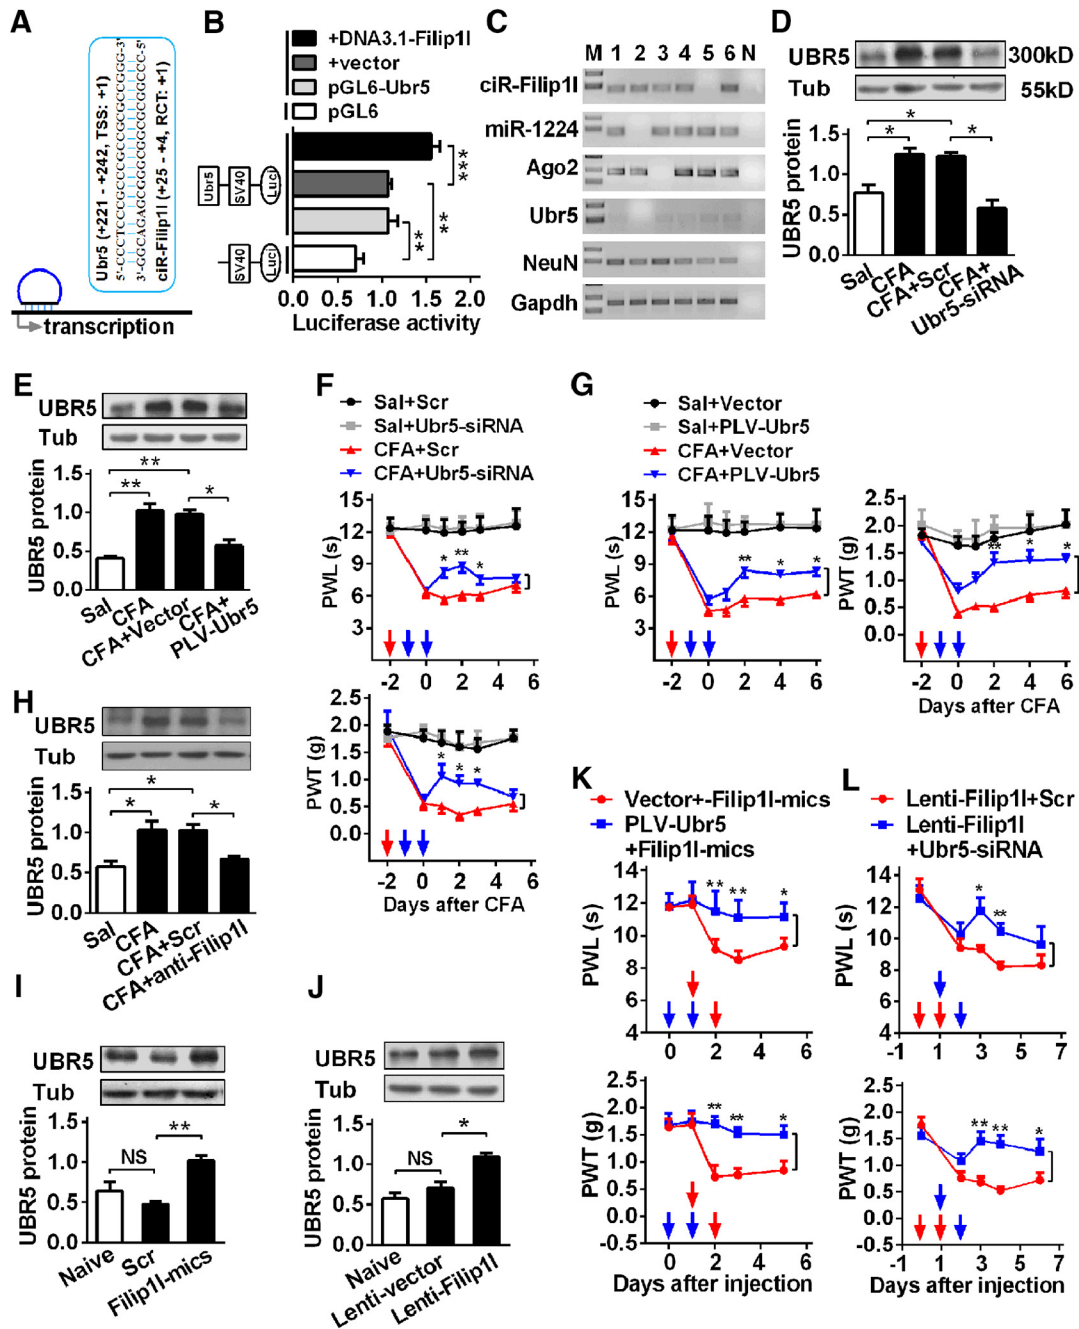 A
Ubr5 (+221 - +242, TSS: +1)
5'-CCCTCCCGCCCGCCGCCCGGG-3'
3'-GGCAGAGCGGGCGGCGGGCCC-5'
ciR-Filip1l (+25 - +4, RCT: +1)
transcription
B
+DNA3.1-Filip1l
+vector
pGL6-Ubr5
pGL6
Ubr5 SV40 Luci
SV40 Luci
***
**
**
0.0 0.5 1.0 1.5 2.0
Luciferase activity
C
M 1 2 3 4 5 6 N
ciR-Filip1l
miR-1224
Ago2
Ubr5
NeuN
Gapdh
D
UBR5 300kD
Tub 55kD
*
* *
UBR5 protein
1.5
1.0
0.5
0.0
Sal
CFA
CFA+Scr
CFA+
Ubr5-siRNA
E
UBR5
Tub
**
** *
UBR5 protein
1.5
1.0
0.5
0.0
Sal
CFA
CFA+Vector
CFA+
PLV-Ubr5
F
Sal+Scr
Sal+Ubr5-siRNA
CFA+Scr
CFA+Ubr5-siRNA
PWL (s)
15
12
9
6
3
* ** *
-2 0 2 4 6
PWT (g)
2.5
2.0
1.5
1.0
0.5
0.0
* * *
-2 0 2 4 6
Days after CFA
G
Sal+Vector
Sal+PLV-Ubr5
CFA+Vector
CFA+PLV-Ubr5
PWL (s)
15
12
9
6
3
** * *
-2 0 2 4 6
PWT (g)
2.5
2.0
1.5
1.0
0.5
0.0
** * *
-2 0 2 4 6
Days after CFA
H
UBR5
Tub
*
* *
UBR5 protein
1.5
1.0
0.5
0.0
Sal
CFA
CFA+Scr
CFA+anti-Filip1l
I
UBR5
Tub
NS **
UBR5 protein
1.5
1.0
0.5
0.0
Naive
Scr
Filip1l-mics
J
UBR5
Tub
NS *
UBR5 protein
1.5
1.0
0.5
0.0
Naive
Lenti-vector
Lenti-Filip1l
K
Vector+-Filip1l-mics
PLV-Ubr5
+Filip1l-mics
PWL (s)
12
10
8
6
4
** ** *
0 2 4 6
PWT (g)
2.5
2.0
1.5
1.0
0.5
0.0
-0.5
** ** *
0 2 4 6
Days after injection
L
Lenti-Filip1l+Scr
Lenti-Filip1l
+Ubr5-siRNA
PWL (s)
14
12
10
8
6
4
* **
-1 1 3 5 7
PWT (g)
2.5
2.0
1.5
1.0
0.5
0.0
-0.5
** ** *
-1 1 3 5 7
Days after injection